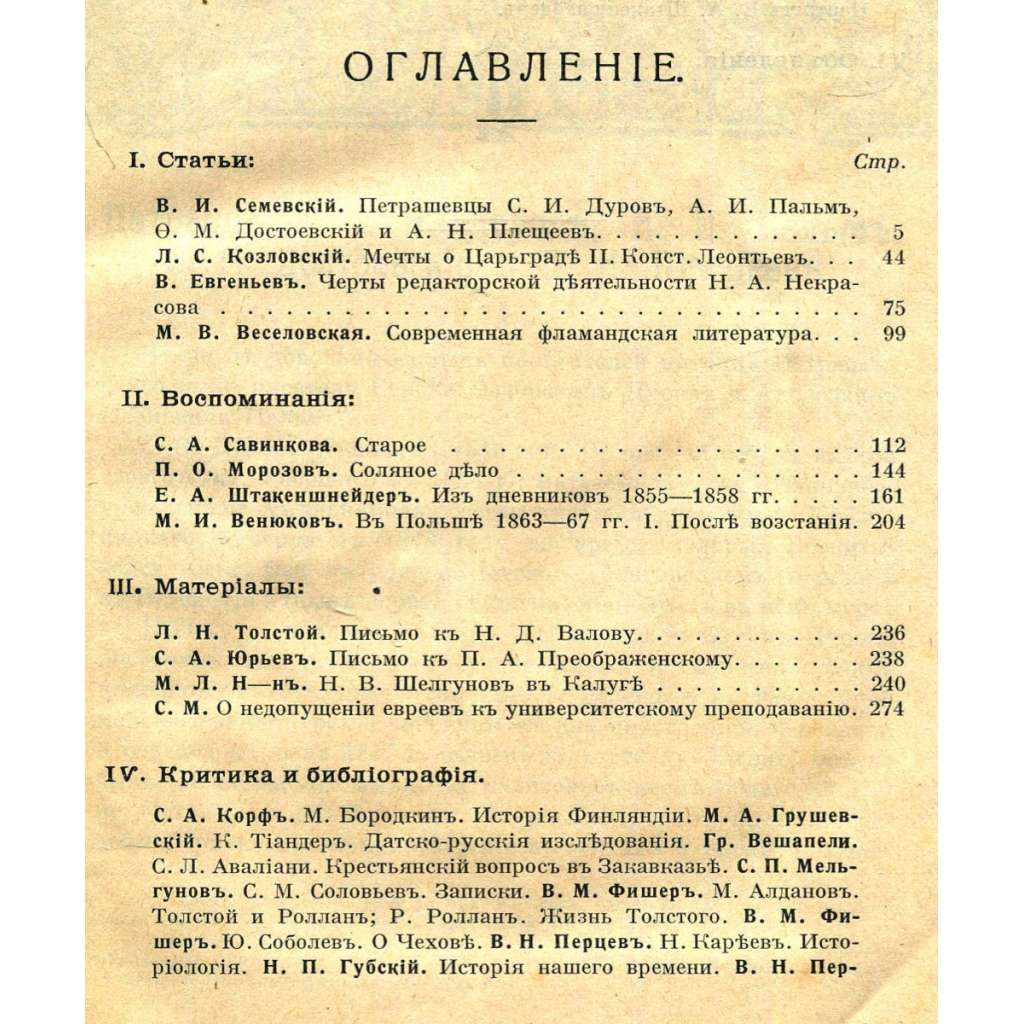 ОГЛАВЛЕНІЕ.
I. Статьи: Стр.
В. И. Семевскій. Петрашевцы С. И. Дуровъ, А. И. Пальмъ,
Ѳ. М. Достоевскій и А. Н. Плещеевъ. . . . . . . . . . . . . . 5
Л. С. Козловскій. Мечты о Царьградѣ II. Конст. Леонтьевъ. . . 44
В. Евгеньевъ. Черты редакторской дѣятельности Н. А. Некра-
сова . . . . . . . . . . . . . . . . . . . . . . . . . . . . . . . . . 75
М. В. Веселовская. Современная фламандская литература. . . 99
II. Воспоминанія:
С. А. Савинкова. Старое . . . . . . . . . . . . . . . . . . . . 112
П. О. Морозовъ. Соляное дѣло . . . . . . . . . . . . . . . . . 144
Е. А. Штакеншнейдеръ. Изъ дневниковъ 1855—1858 гг. . . . . 161
М. И. Венюковъ. Въ Польшѣ 1863—67 гг. I. Послѣ возстанія. 204
III. Матеріалы:
Л. Н. Толстой. Письмо къ Н. Д. Валову. . . . . . . . . . . 236
С. А. Юрьевъ. Письмо къ П. А. Преображенскому. . . . . . . 238
М. Л. Н—нъ. Н. В. Шелгуновъ въ Калугѣ . . . . . . . . . . 240
С. М. О недопущеніи евреевъ къ университетскому преподаванію. 274
IV. Критика и библіографія.
С. А. Корфъ. М. Бородкинъ. Исторія Финляндіи. М. А. Грушев-
скій. К. Тіандеръ. Датско-русскія изслѣдованія. Гр. Вешапели.
С. Л. Аваліани. Крестьянскій вопросъ въ Закавказьѣ. С. П. Мель-
гуновъ. С. М. Соловьевъ. Записки. В. М. Фишеръ. М. Алдановъ.
Толстой и Ролланъ; Р. Ролланъ. Жизнь Толстого. В. М. Фи-
шеръ. Ю. Соболевъ. О Чеховѣ. В. Н. Перцевъ. Н. Карѣевъ. Исто-
ріологія. Н. П. Губскій. Исторія нашего времени. В. Н. Пер-